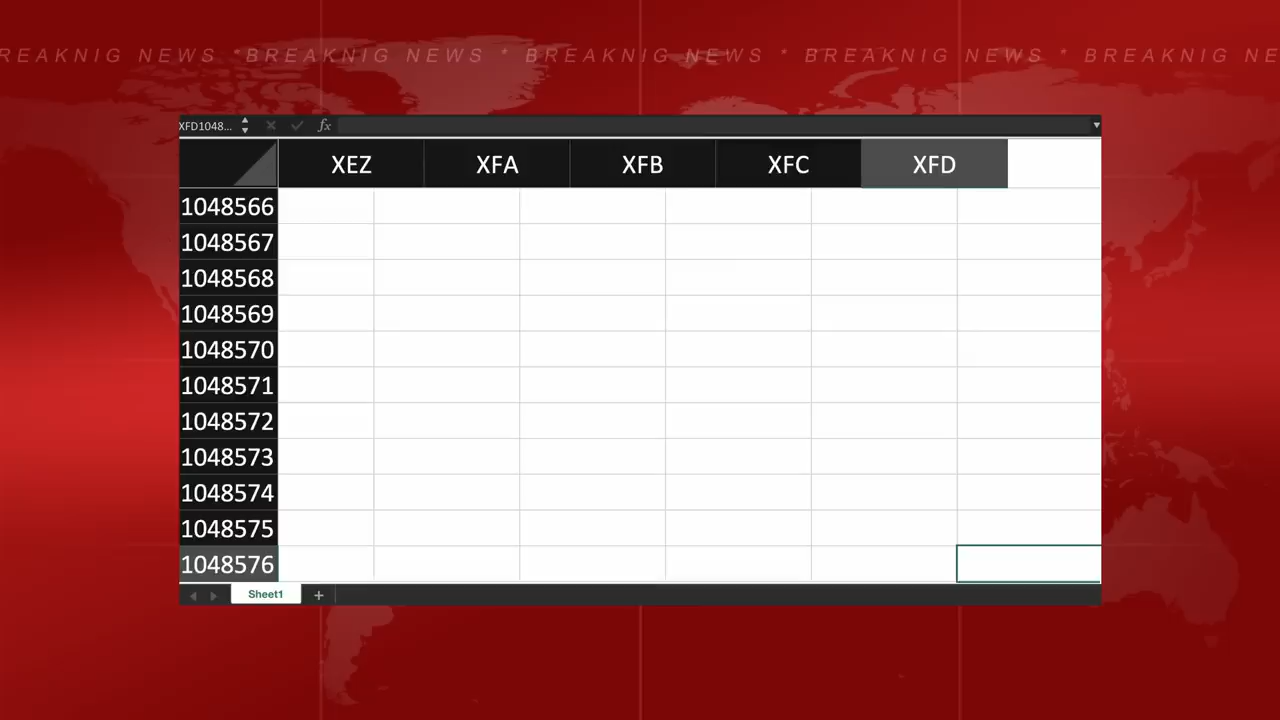 READNIG NEWS *BREAKNIG NEWS * BREAKNIG NEWS * BREAKNIG NEWS * BREAKNIG NE
XFD1048... fx
XEZ XFA XFB XFC XFD
1048566
1048567
1048568
1048569
1048570
1048571
1048572
1048573
1048574
1048575
1048576
Sheet1 +